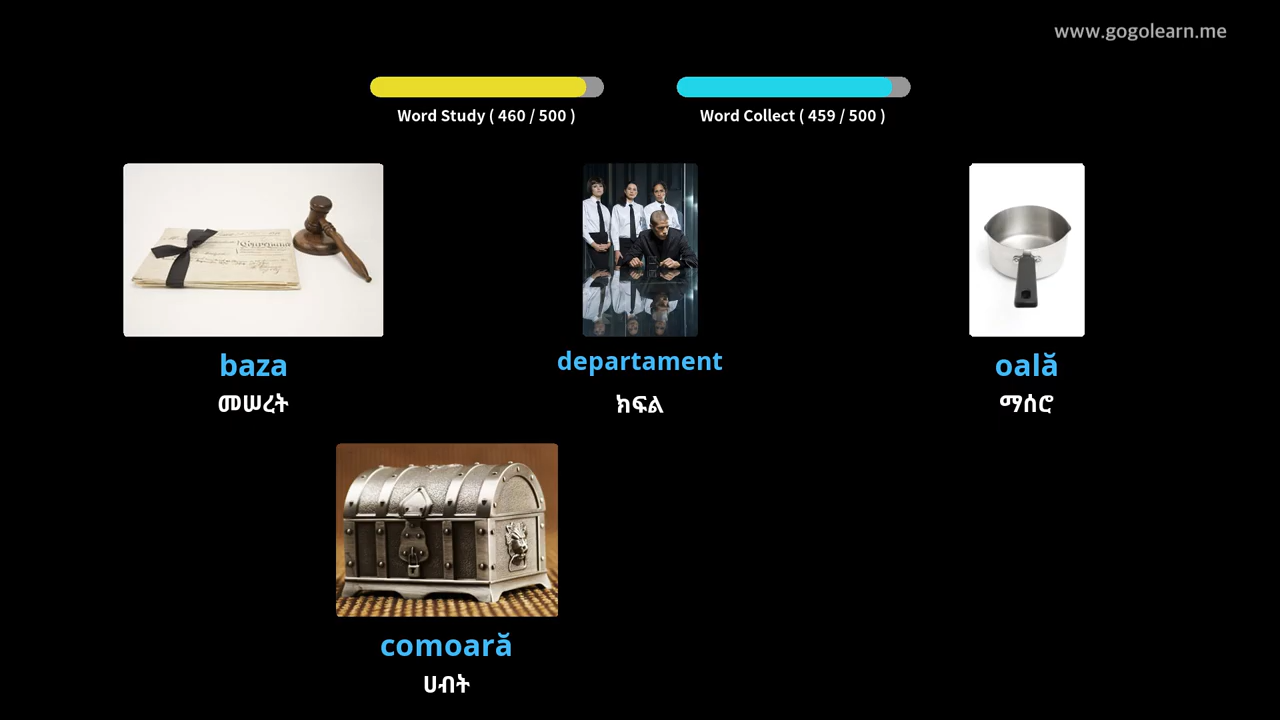 www.gogolearn.me
Word Study ( 460 / 500 )
Word Collect ( 459 / 500 )
baza
መሠረት
departament
ክፍል
oală
ማሰሮ
comoară
ሀብት